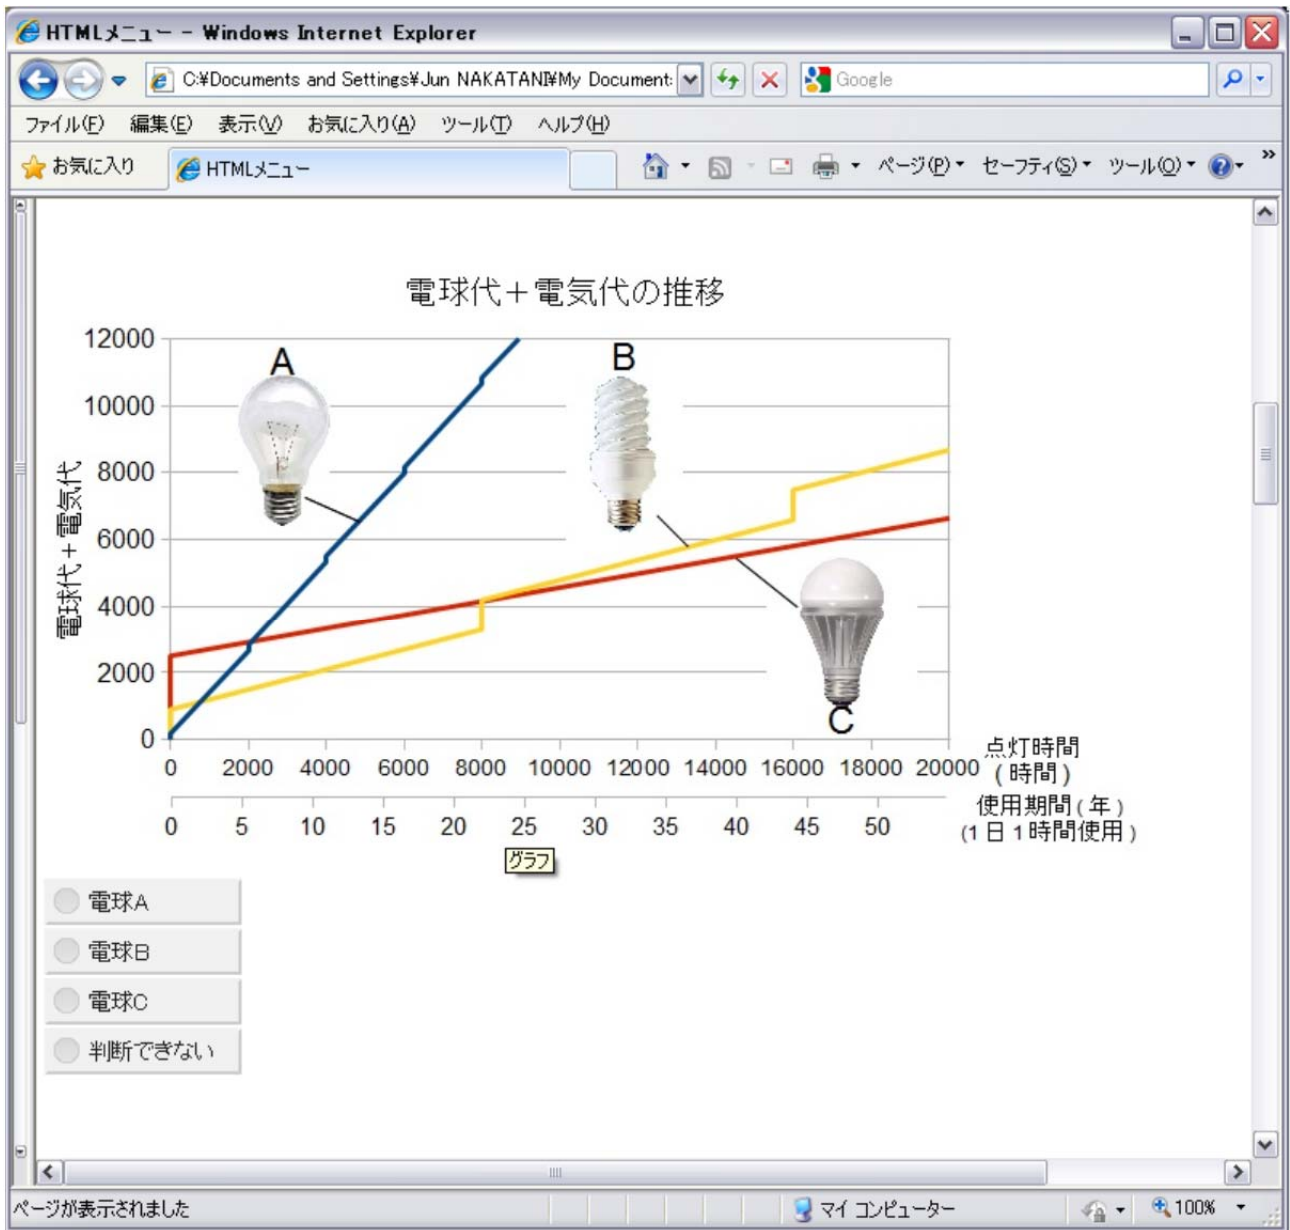 HTMLメニュー - Windows Internet Explorer
C:¥Documents and Settings¥Jun NAKATANI¥My Document:
Google
ファイル(F) 編集(E) 表示(V) お気に入り(A) ツール(T) ヘルプ(H)
お気に入り
HTMLメニュー
ページ(P) セーフティ(S) ツール(O)
電球代＋電気代の推移
電球代＋電気代
12000
10000
8000
6000
4000
2000
0
A
B
C
0 2000 4000 6000 8000 10000 12000 14000 16000 18000 20000
点灯時間
(時間)
0 5 10 15 20 25 30 35 40 45 50
使用期間(年)
(1日1時間使用)
グラフ
電球A
電球B
電球C
判断できない
ページが表示されました
マイ コンピューター
100%